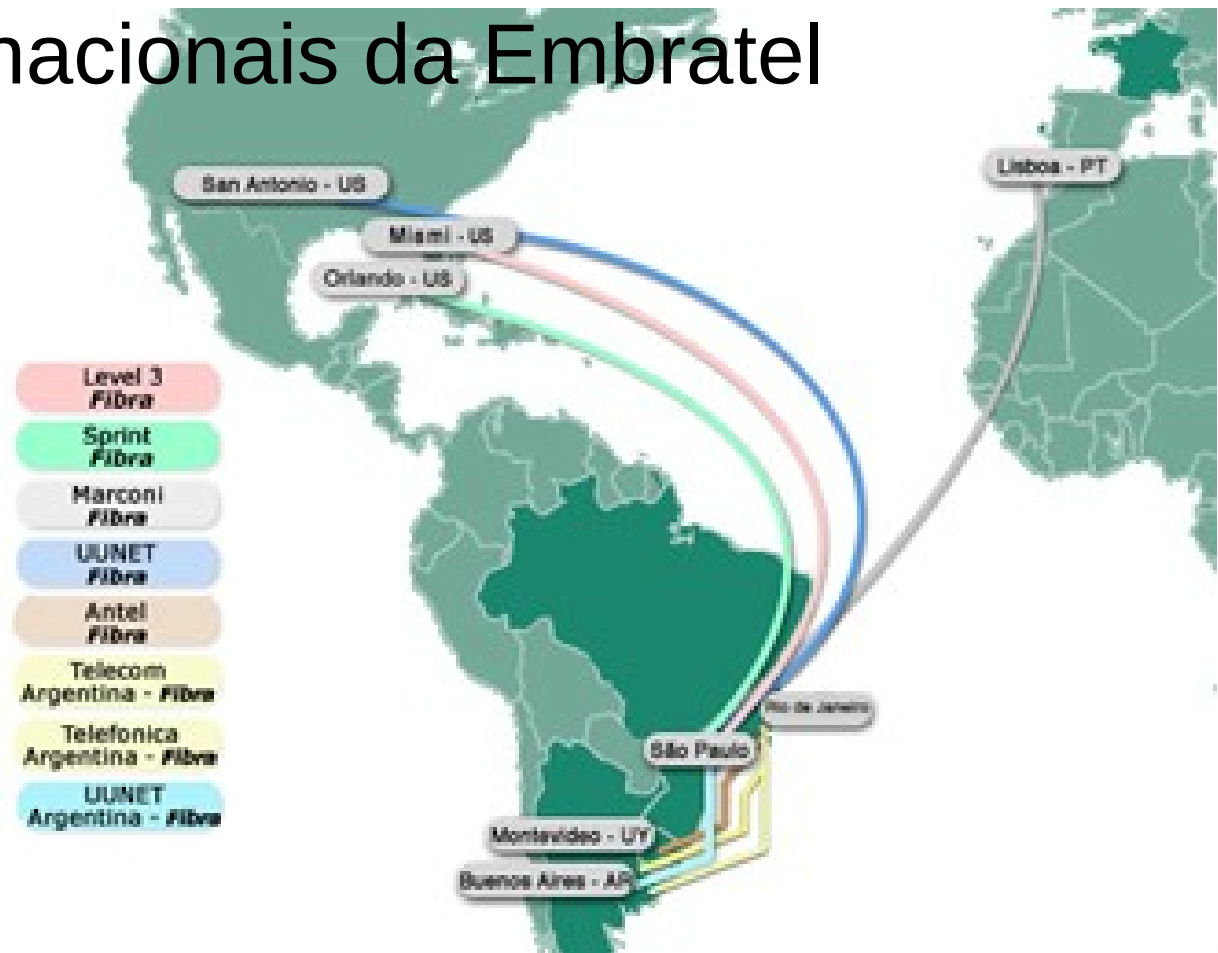 nacionais da Embratel
San Antonio - US
Lisboa - PT
Miami - US
Orlando - US
Level 3
Fibra
Sprint
Fibra
Marconi
Fibra
UUNET
Fibra
Antel
Fibra
Telecom
Argentina - Fibra
Telefonica
Argentina - Fibra
UUNET
Argentina - Fibra
Rio de Janeiro
São Paulo
Montevideo - UY
Buenos Aires - AR